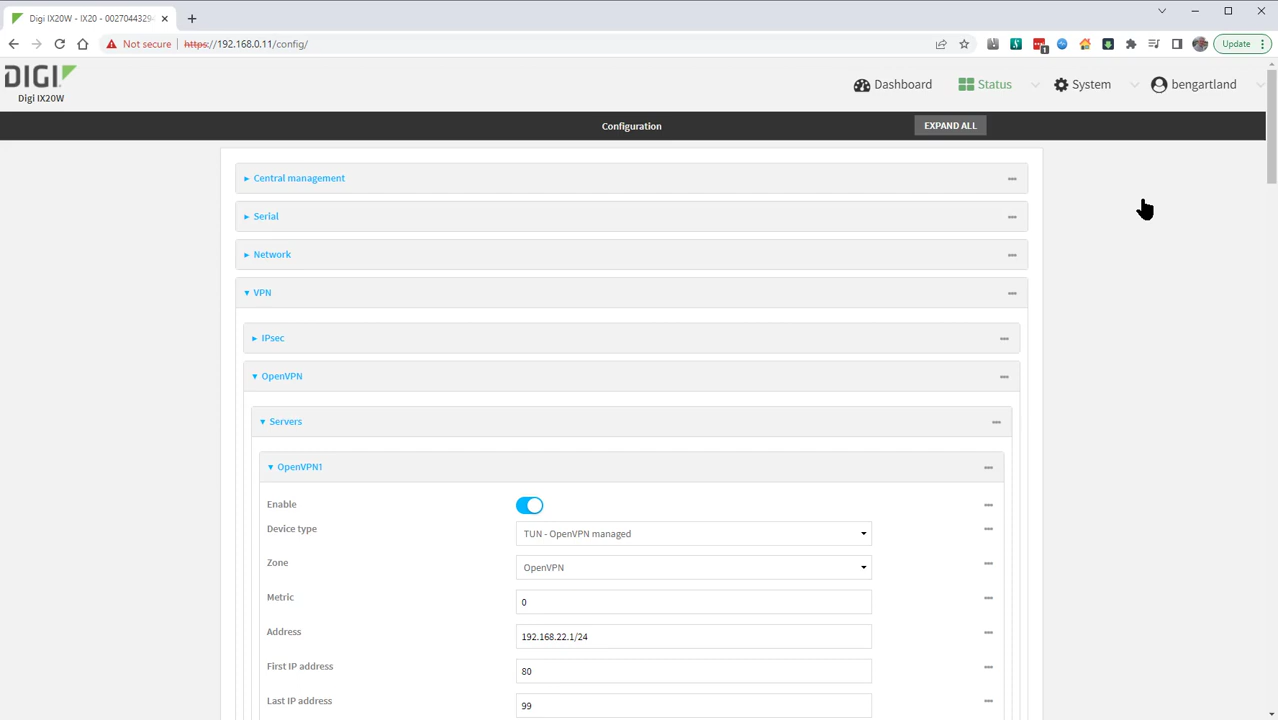 Digi IX20W - IX20 - 0027044329
Not secure
https://192.168.0.11/config/
1
Update
DIGI
Digi IX20W
Dashboard
Status
System
bengartland
Configuration
EXPAND ALL
Central management
Serial
Network
VPN
IPsec
OpenVPN
Servers
OpenVPN1
Enable
Device type
TUN - OpenVPN managed
Zone
OpenVPN
Metric
0
Address
192.168.22.1/24
First IP address
80
Last IP address
99